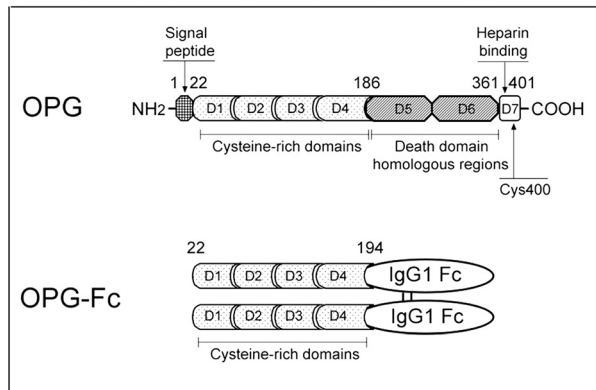 Signal
peptide
Heparin
binding
1 22 186 361 401
OPG NH2 D1 D2 D3 D4 D5 D6 D7 COOH
Cysteine-rich domains
Death domain
homologous regions
Cys400
22 194
D1 D2 D3 D4 IgG1 Fc
OPG-Fc
D1 D2 D3 D4 IgG1 Fc
Cysteine-rich domains